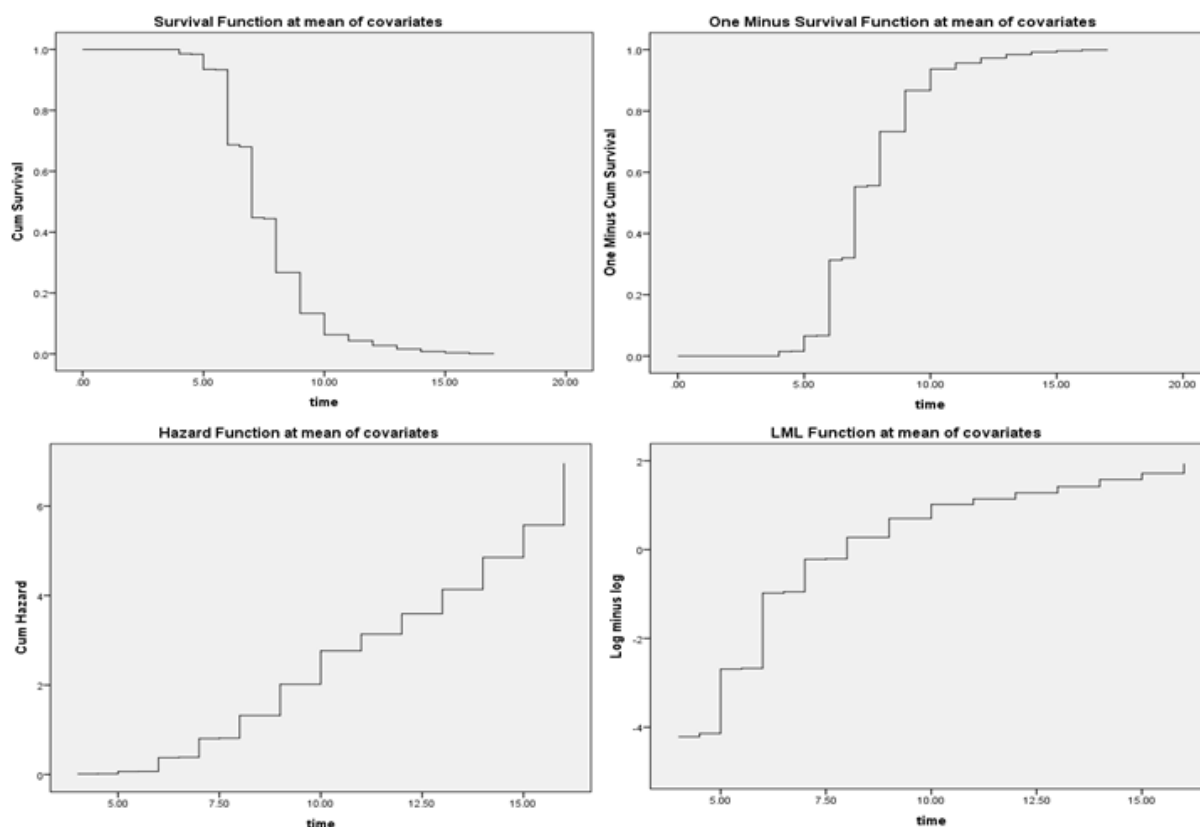 Survival Function at mean of covariates
Cum Survival
1.0
0.8
0.6
0.4
0.2
0.0
.00 5.00 10.00 15.00 20.00
time
One Minus Survival Function at mean of covariates
One Minus Cum Survival
1.0
0.8
0.6
0.4
0.2
0.0
.00 5.00 10.00 15.00 20.00
time
Hazard Function at mean of covariates
Cum Hazard
6
4
2
0
5.00 7.50 10.00 12.50 15.00
time
LML Function at mean of covariates
Log minus log
2
0
-2
-4
5.00 7.50 10.00 12.50 15.00
time